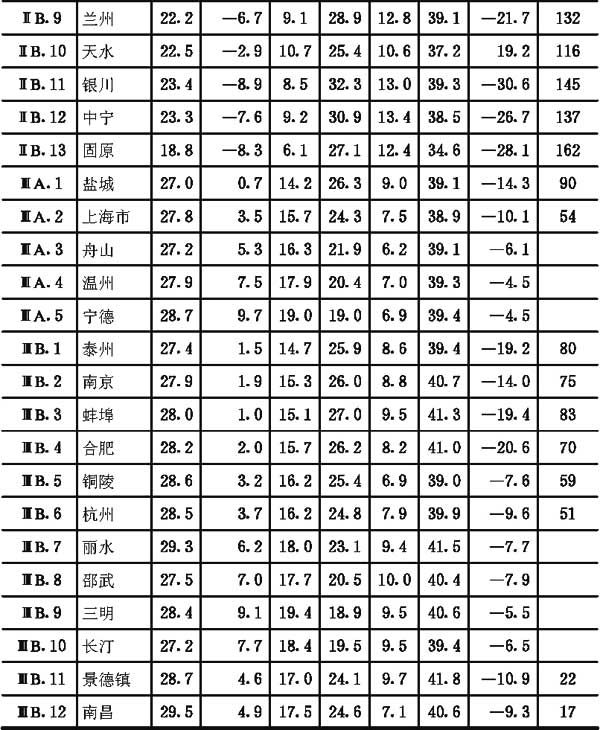 ⅡB.9 兰州 22.2 −6.7 9.1 28.9 12.8 39.1 −21.7 132
ⅡB.10 天水 22.5 −2.9 10.7 25.4 10.6 37.2 19.2 116
ⅡB.11 银川 23.4 −8.9 8.5 32.3 13.0 39.3 −30.6 145
ⅡB.12 中宁 23.3 −7.6 9.2 30.9 13.4 38.5 −26.7 137
ⅡB.13 固原 18.8 −8.3 6.1 27.1 12.4 34.6 −28.1 162
ⅢA.1 盐城 27.0 0.7 14.2 26.3 9.0 39.1 −14.3 90
ⅢA.2 上海市 27.8 3.5 15.7 24.3 7.5 38.9 −10.1 54
ⅢA.3 舟山 27.2 5.3 16.3 21.9 6.2 39.1 −6.1
ⅢA.4 温州 27.9 7.5 17.9 20.4 7.0 39.3 −4.5
ⅢA.5 宁德 28.7 9.7 19.0 19.0 6.9 39.4 −4.5
ⅢB.1 泰州 27.4 1.5 14.7 25.9 8.6 39.4 −19.2 80
ⅢB.2 南京 27.9 1.9 15.3 26.0 8.8 40.7 −14.0 75
ⅢB.3 蚌埠 28.0 1.0 15.1 27.0 9.5 41.3 −19.4 83
ⅢB.4 合肥 28.2 2.0 15.7 26.2 8.2 41.0 −20.6 70
ⅢB.5 铜陵 28.6 3.2 16.2 25.4 6.9 39.0 −7.6 59
ⅢB.6 杭州 28.5 3.7 16.2 24.8 7.9 39.9 −9.6 51
ⅢB.7 丽水 29.3 6.2 18.0 23.1 9.4 41.5 −7.7
ⅢB.8 邵武 27.5 7.0 17.7 20.5 10.0 40.4 −7.9
ⅢB.9 三明 28.4 9.1 19.4 18.9 9.5 40.6 −5.5
ⅢB.10 长汀 27.2 7.7 18.4 19.5 9.5 39.4 −6.5
ⅢB.11 景德镇 28.7 4.6 17.0 24.1 9.7 41.8 −10.9 22
ⅢB.12 南昌 29.5 4.9 17.5 24.6 7.1 40.6 −9.3 17